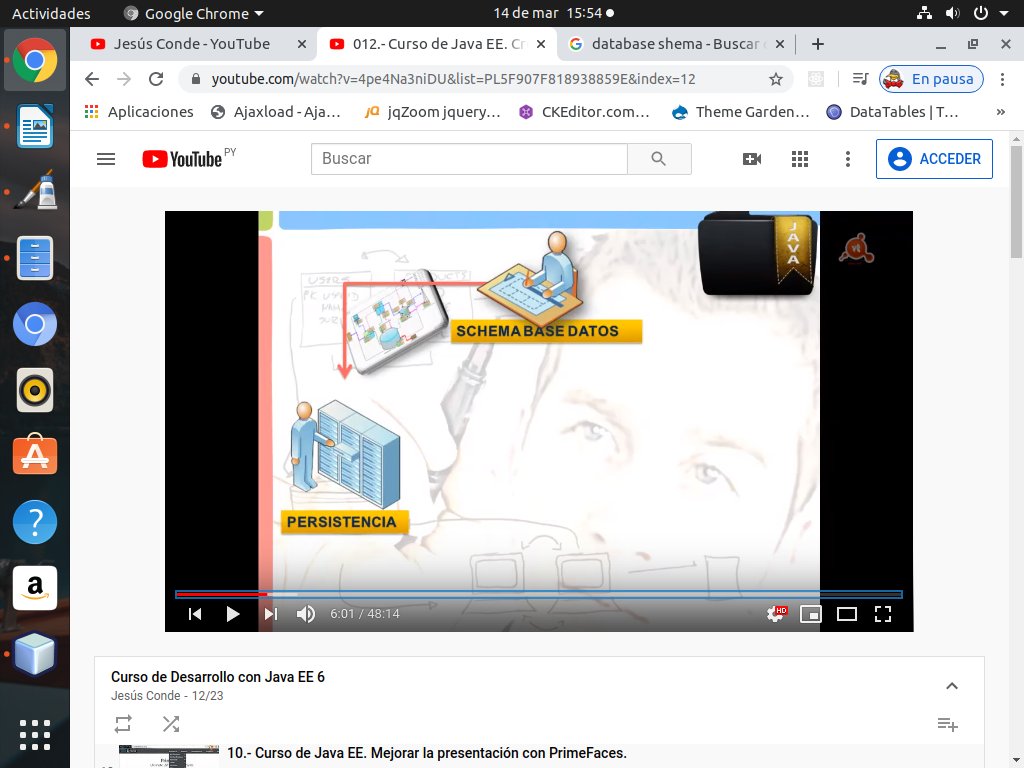 Actividades
Google Chrome
14 de mar 15:54
Jesús Conde - YouTube
012.- Curso de Java EE. Cr
database shema - Buscar c
youtube.com/watch?v=4pe4Na3niDU&list=PL5F907F818938859E&index=12
En pausa
Aplicaciones
Ajaxload - Aja...
jQ
jqZoom jquery...
CKEditor.com...
Theme Garden...
DataTables | T...
»
YouTube PY
Buscar
ACCEDER
JAVA
vt
SCHEMA BASE DATOS
PERSISTENCIA
6:01 / 48:14
HD
Curso de Desarrollo con Java EE 6
Jesús Conde - 12/23
10.- Curso de Java EE. Mejorar la presentación con PrimeFaces.
a
?